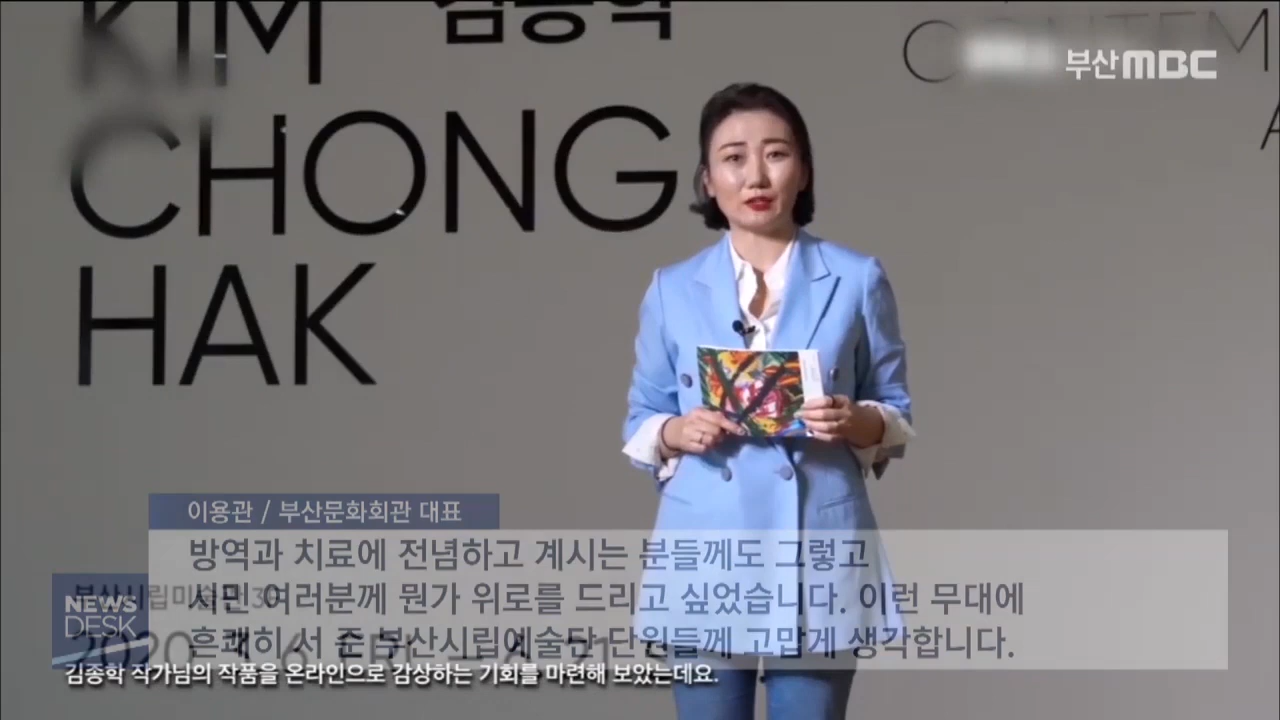 KIM 김종학
CHONG
HAK
부산MBC
이용관 / 부산문화회관 대표
방역과 치료에 전념하고 계시는 분들께도 그렇고
시민 여러분께 뭔가 위로를 드리고 싶었습니다. 이런 무대에
흔쾌히 서 준 부산시립예술단 단원들께 고맙게 생각합니다.
NEWS
DESK
김종학 작가님의 작품을 온라인으로 감상하는 기회를 마련해 보았는데요.